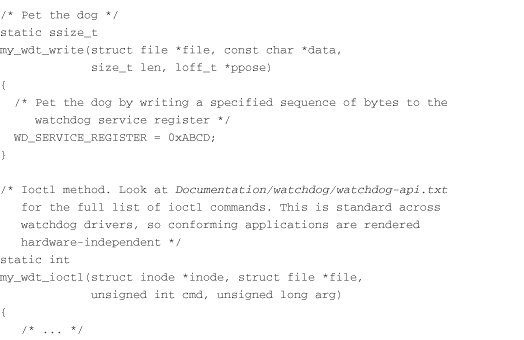 /* Pet the dog */
static ssize_t
my_wdt_write(struct file *file, const char *data,
             size_t len, loff_t *ppose)
{
  /* Pet the dog by writing a specified sequence of bytes to the
     watchdog service register */
  WD_SERVICE_REGISTER = 0xABCD;
}

/* Ioctl method. Look at Documentation/watchdog/watchdog-api.txt
   for the full list of ioctl commands. This is standard across
   watchdog drivers, so conforming applications are rendered
   hardware-independent */
static int
my_wdt_ioctl(struct inode *inode, struct file *file,
             unsigned int cmd, unsigned long arg)
{
   /* ... */